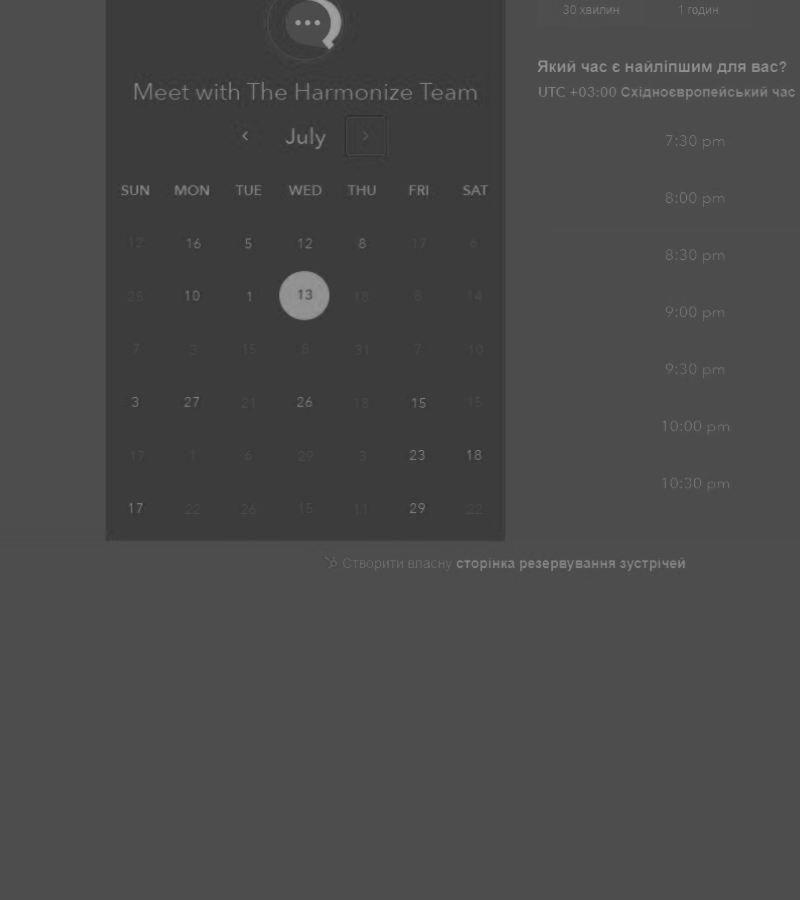 30 хвилин 1 годин
Який час є найліпшим для вас?
UTC +03:00 Східноєвропейський час
Meet with The Harmonize Team
July
SUN MON TUE WED THU FRI SAT
12 16 5 12 8 17 6
25 10 1 13 18 8 14
7 3 15 8 31 7 10
3 27 21 26 18 15 15
17 1 6 29 3 23 18
17 22 26 15 11 29 22
7:30 pm
8:00 pm
8:30 pm
9:00 pm
9:30 pm
10:00 pm
10:30 pm
Створити власну сторінка резервування зустрічей